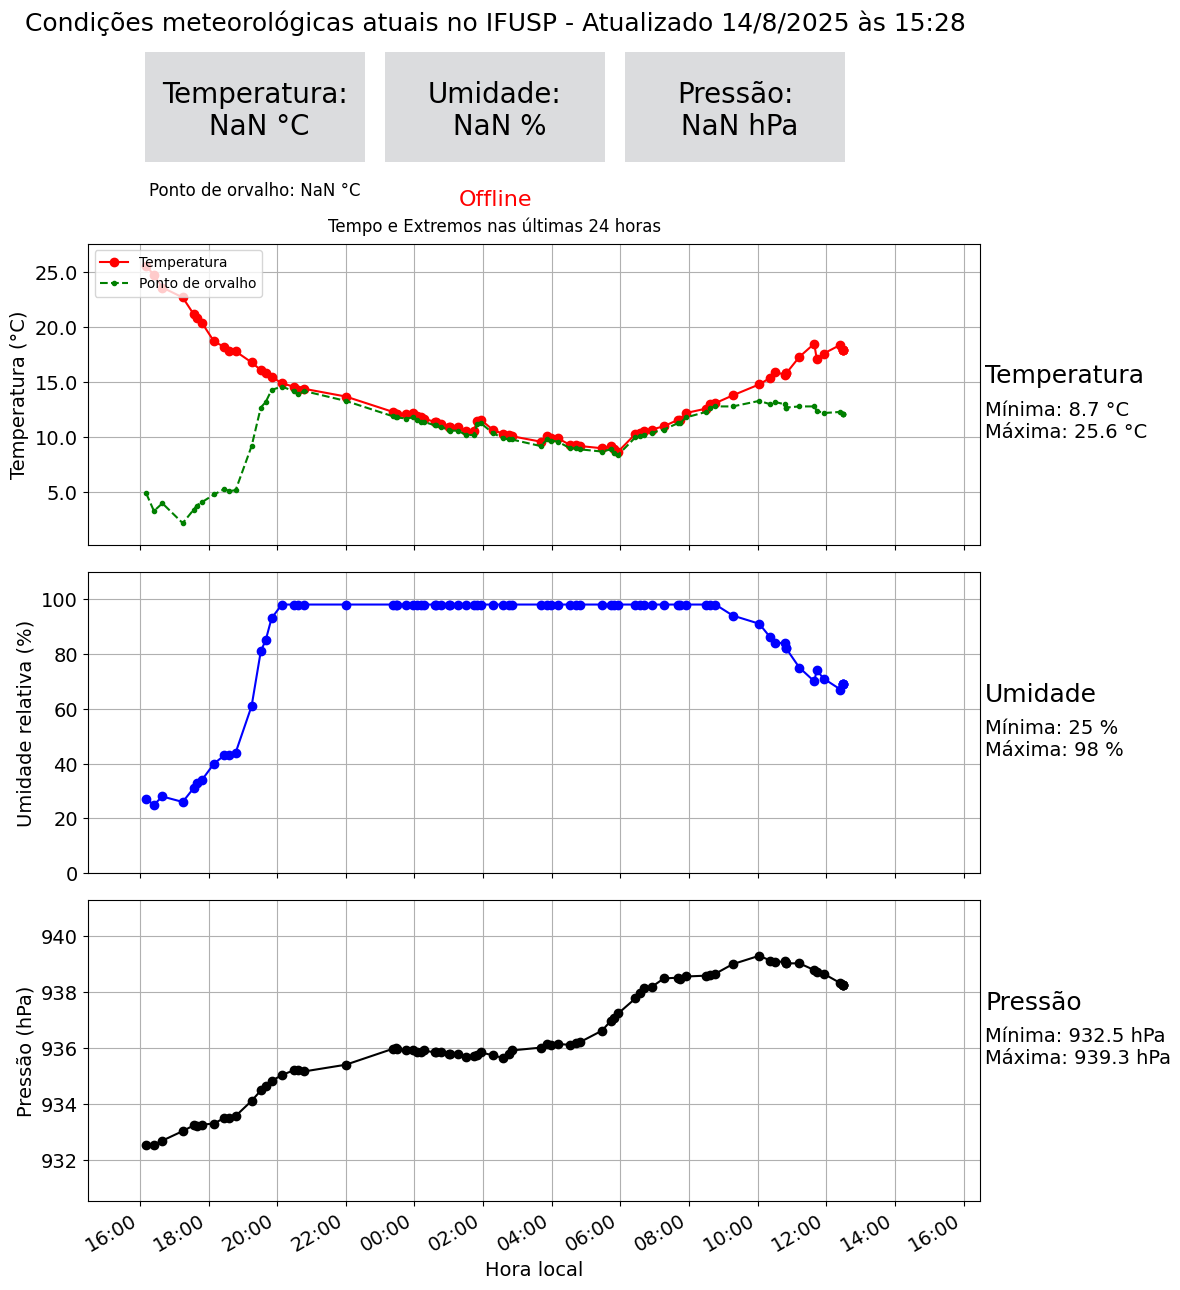 Condições meteorológicas atuais no IFUSP - Atualizado 14/8/2025 às 15:28
Temperatura:
NaN °C
Umidade:
NaN %
Pressão:
NaN hPa
Ponto de orvalho: NaN °C
Offline
Tempo e Extremos nas últimas 24 horas
Temperatura
Ponto de orvalho
Temperatura (°C)
25.0
20.0
15.0
10.0
5.0
Temperatura
Mínima: 8.7 °C
Máxima: 25.6 °C
Umidade relativa (%)
100
80
60
40
20
0
Umidade
Mínima: 25 %
Máxima: 98 %
Pressão (hPa)
940
938
936
934
932
Pressão
Mínima: 932.5 hPa
Máxima: 939.3 hPa
16:00 18:00 20:00 22:00 00:00 02:00 04:00 06:00 08:00 10:00 12:00 14:00 16:00
Hora local